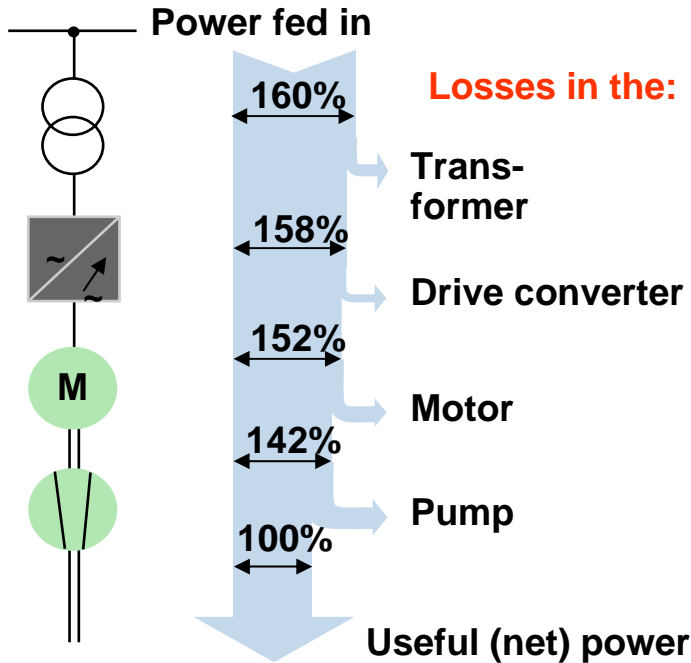 Power fed in
160%
Losses in the:
Trans-
former
158%
~
~
Drive converter
152%
M
Motor
142%
Pump
100%
Useful (net) power